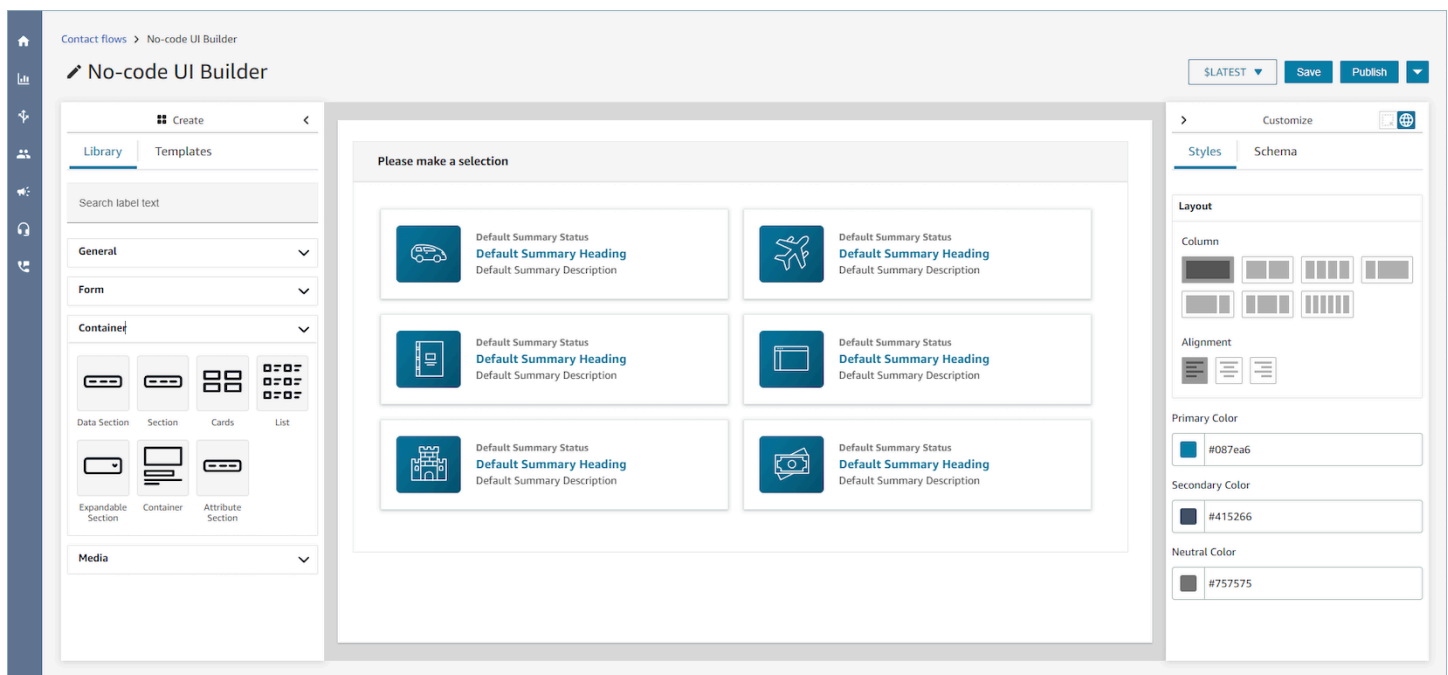 Contact flows > No-code UI Builder
No-code UI Builder
$LATEST
Save
Publish
Create
Library
Templates
Search label text
General
Form
Container
Data Section
Section
Cards
List
Expandable
Section
Container
Attribute
Section
Media
Please make a selection
Default Summary Status
Default Summary Heading
Default Summary Description
Default Summary Status
Default Summary Heading
Default Summary Description
Default Summary Status
Default Summary Heading
Default Summary Description
Default Summary Status
Default Summary Heading
Default Summary Description
Default Summary Status
Default Summary Heading
Default Summary Description
Default Summary Status
Default Summary Heading
Default Summary Description
Customize
Styles
Schema
Layout
Column
Alignment
Primary Color
#087ea6
Secondary Color
#415266
Neutral Color
#757575